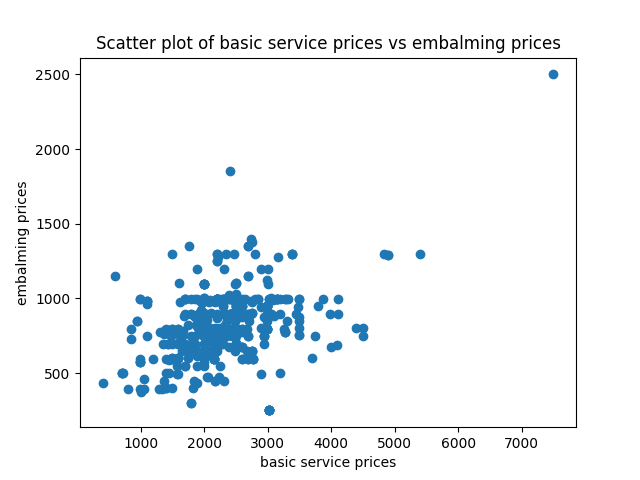 Scatter plot of basic service prices vs embalming prices
2500
2000
1500
1000
500
embalming prices
1000 2000 3000 4000 5000 6000 7000
basic service prices